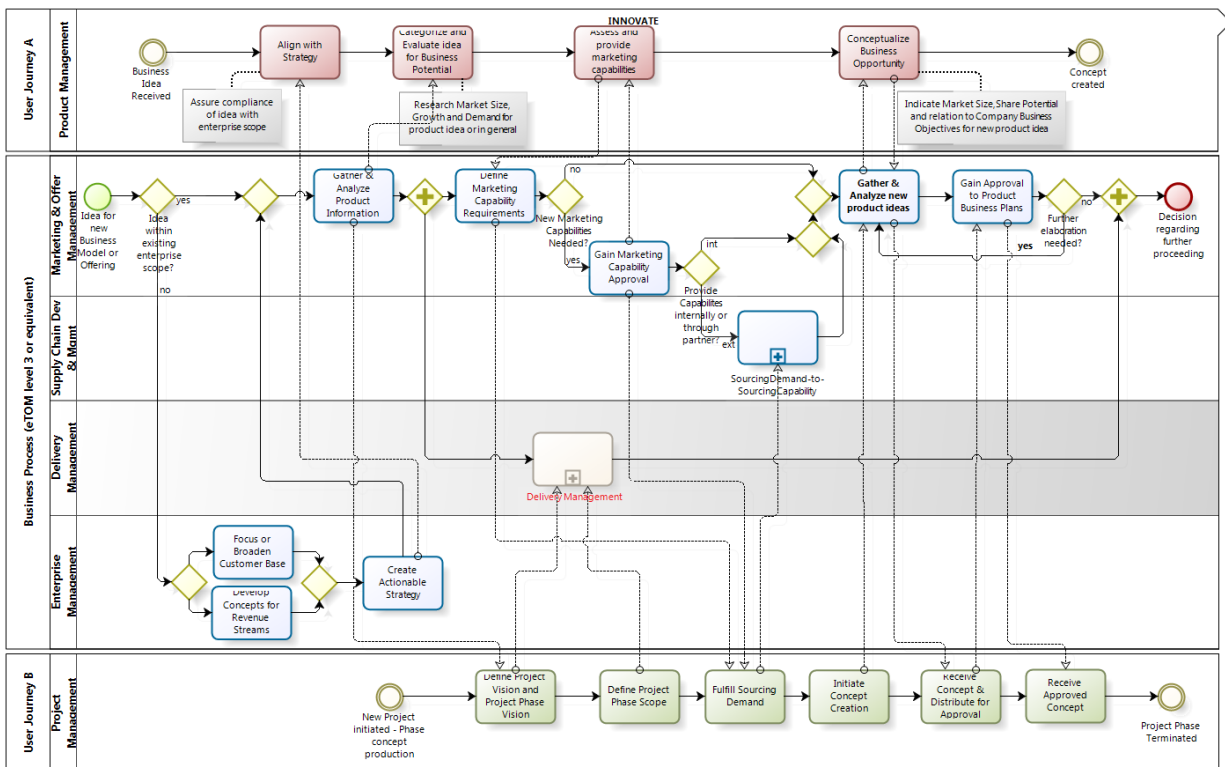 INNOVATE
User Journey A
Product Management
Business
Idea
Received
Align with
Strategy
Categorize and
Evaluate idea
for Business
Potential
Assess and
provide
marketing
capabilities
Conceptualize
Business
Opportunity
Concept
created
Assure compliance
of idea with
enterprise scope
Research Market Size,
Growth and Demand for
product idea or in general
Indicate Market Size, Share Potential
and relation to Company Business
Objectives for new product idea
Business Process (eTOM level 3 or equivalent)
Marketing & Offer
Management
Idea for
new
Business
Model or
Offering
yes
Idea
within
existing
enterprise
scope?
no
Gather &
Analyze
Product
Information
Define
Marketing
Capability
Requirements
no
New Marketing
Capabilities
Needed?
yes
Gain Marketing
Capability
Approval
int
Provide
Capabilites
internally or
through
partner?
ext
Gather &
Analyze new
product ideas
Gain Approval
to Product
Business Plans
Further
elaboration
needed?
no
yes
Decision
regarding
further
proceeding
Supply Chain Dev
& Mgmt
SourcingDemand-to-
SourcingCapability
Delivery
Management
Delivery Management
Enterprise
Management
Focus or
Broaden
Customer Base
Develop
Concepts for
Revenue
Streams
Create
Actionable
Strategy
User Journey B
Project
Management
New Project
initiated - Phase
concept
production
Define Project
Vision and
Project Phase
Vision
Define Project
Phase Scope
Fulfill Sourcing
Demand
Initiate
Concept
Creation
Receive
Concept &
Distribute for
Approval
Receive
Approved
Concept
Project Phase
Terminated